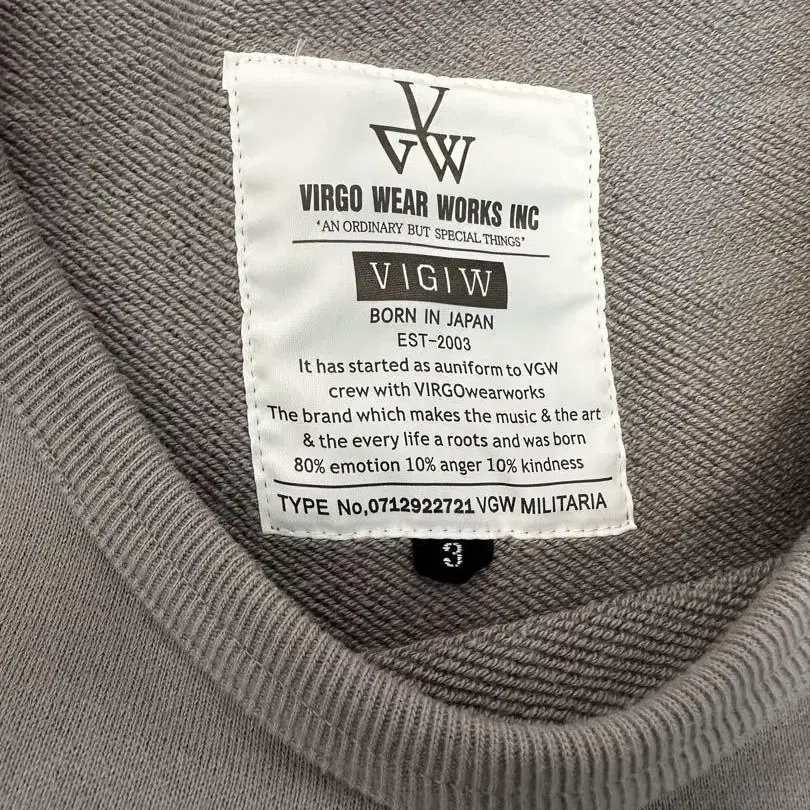 VGW
VIRGO WEAR WORKS INC
'AN ORDINARY BUT SPECIAL THINGS'
VIGIW
BORN IN JAPAN
EST-2003
It has started as auniform to VGW
crew with VIRGOwearworks
The brand which makes the music & the art
& the every life a roots and was born
80% emotion 10% anger 10% kindness
TYPE No,0712922721 VGW MILITARIA